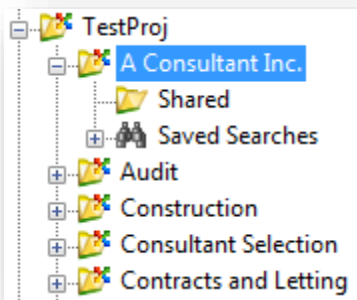 TestProj
A Consultant Inc.
Shared
Saved Searches
Audit
Construction
Consultant Selection
Contracts and Letting